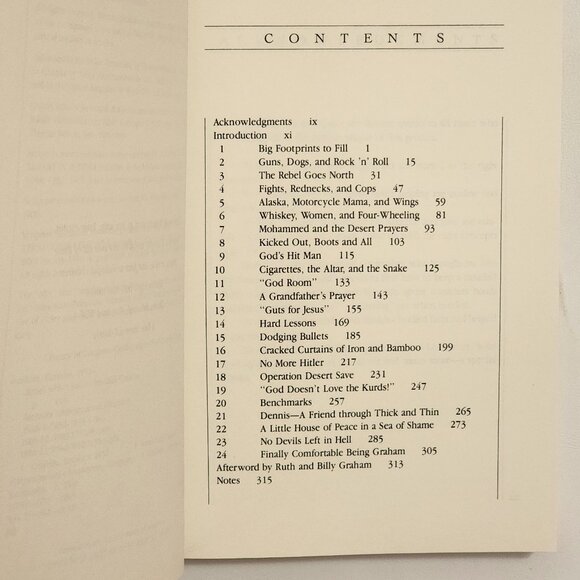 CONTENTS
Acknowledgments ix
Introduction xi
1 Big Footprints to Fill 1
2 Guns, Dogs, and Rock 'n' Roll 15
3 The Rebel Goes North 31
4 Fights, Rednecks, and Cops 47
5 Alaska, Motorcycle Mama, and Wings 59
6 Whiskey, Women, and Four-Wheeling 81
7 Mohammed and the Desert Prayers 93
8 Kicked Out, Boots and All 103
9 God's Hit Man 115
10 Cigarettes, the Altar, and the Snake 125
11 "God Room" 133
12 A Grandfather's Prayer 143
13 "Guts for Jesus" 155
14 Hard Lessons 169
15 Dodging Bullets 185
16 Cracked Curtains of Iron and Bamboo 199
17 No More Hitler 217
18 Operation Desert Save 231
19 "God Doesn't Love the Kurds!" 247
20 Benchmarks 257
21 Dennis—A Friend through Thick and Thin 265
22 A Little House of Peace in a Sea of Shame 273
23 No Devils Left in Hell 285
24 Finally Comfortable Being Graham 305
Afterword by Ruth and Billy Graham 313
Notes 315